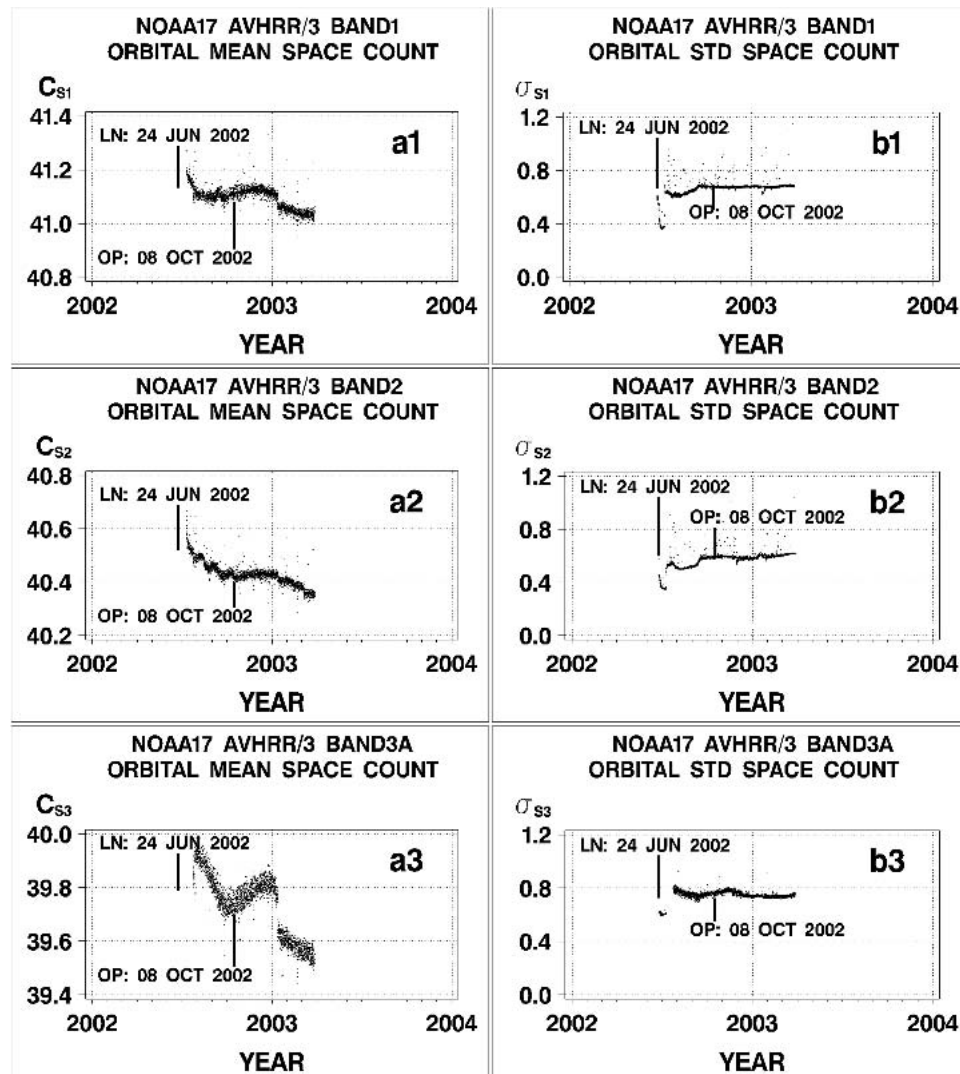 NOAA17 AVHRR/3 BAND1
ORBITAL MEAN SPACE COUNT
CS1
41.4
LN: 24 JUN 2002
a1
41.2
41.0
OP: 08 OCT 2002
40.8
2002
2003
2004
YEAR
NOAA17 AVHRR/3 BAND1
ORBITAL STD SPACE COUNT
σS1
1.2
LN: 24 JUN 2002
b1
0.8
OP: 08 OCT 2002
0.4
0.0
2002
2003
2004
YEAR
NOAA17 AVHRR/3 BAND2
ORBITAL MEAN SPACE COUNT
CS2
40.8
LN: 24 JUN 2002
a2
40.6
40.4
OP: 08 OCT 2002
40.2
2002
2003
2004
YEAR
NOAA17 AVHRR/3 BAND2
ORBITAL STD SPACE COUNT
σS2
1.2
LN: 24 JUN 2002
OP: 08 OCT 2002
b2
0.8
0.4
0.0
2002
2003
2004
YEAR
NOAA17 AVHRR/3 BAND3A
ORBITAL MEAN SPACE COUNT
CS3
40.0
LN: 24 JUN 2002
a3
39.8
39.6
OP: 08 OCT 2002
39.4
2002
2003
2004
YEAR
NOAA17 AVHRR/3 BAND3A
ORBITAL STD SPACE COUNT
σS3
1.2
LN: 24 JUN 2002
b3
0.8
OP: 08 OCT 2002
0.4
0.0
2002
2003
2004
YEAR